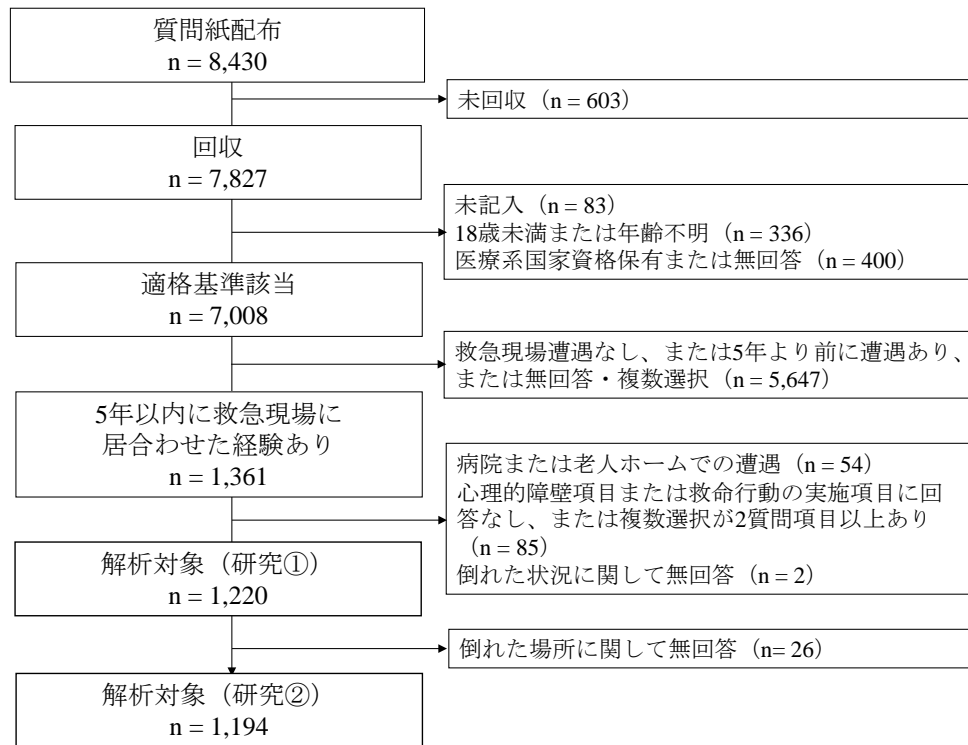 質問紙配布
n = 8,430
未回収（n = 603）
回収
n = 7,827
未記入（n = 83）
18歳未満または年齢不明（n = 336）
医療系国家資格保有または無回答（n = 400）
適格基準該当
n = 7,008
救急現場遭遇なし、または5年より前に遭遇あり、
または無回答・複数選択（n = 5,647）
5年以内に救急現場に
居合わせた経験あり
n = 1,361
病院または老人ホームでの遭遇（n = 54）
心理的障壁項目または救命行動の実施項目に回
答なし、または複数選択が2質問項目以上あり
（n = 85）
倒れた状況に関して無回答（n = 2）
解析対象（研究①）
n = 1,220
倒れた場所に関して無回答（n= 26）
解析対象（研究②）
n = 1,194